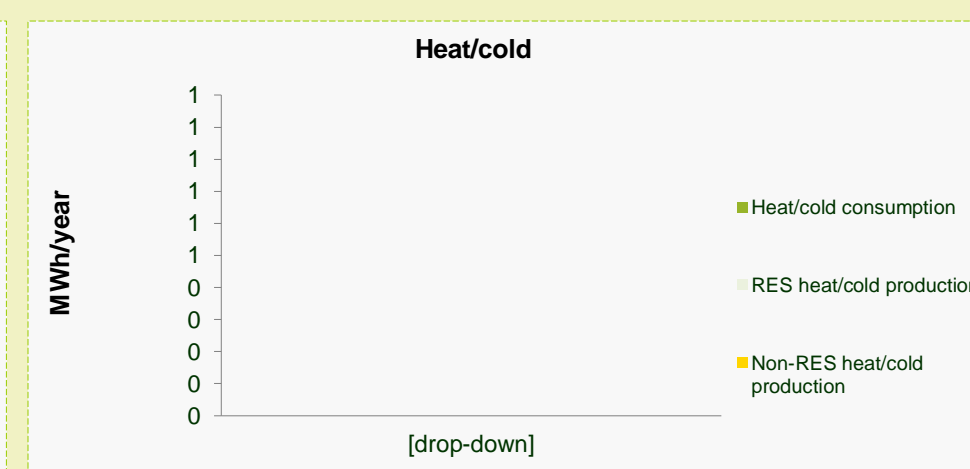 Heat/cold
MWh/year
1
1
1
1
1
1
0
0
0
0
0
[drop-down]
Heat/cold consumption
RES heat/cold production
Non-RES heat/cold
production